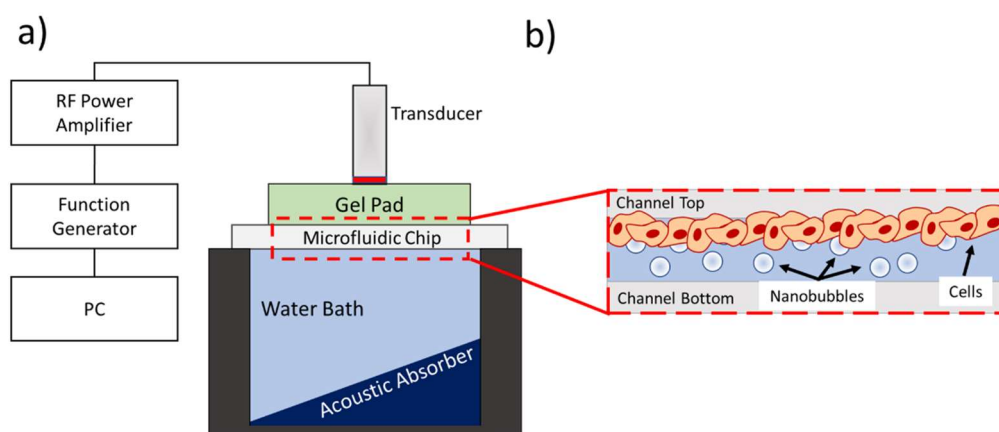 a)
RF Power
Amplifier
Function
Generator
PC
Transducer
Gel Pad
Microfluidic Chip
Water Bath
Acoustic Absorber
b)
Channel Top
Channel Bottom
Nanobubbles
Cells